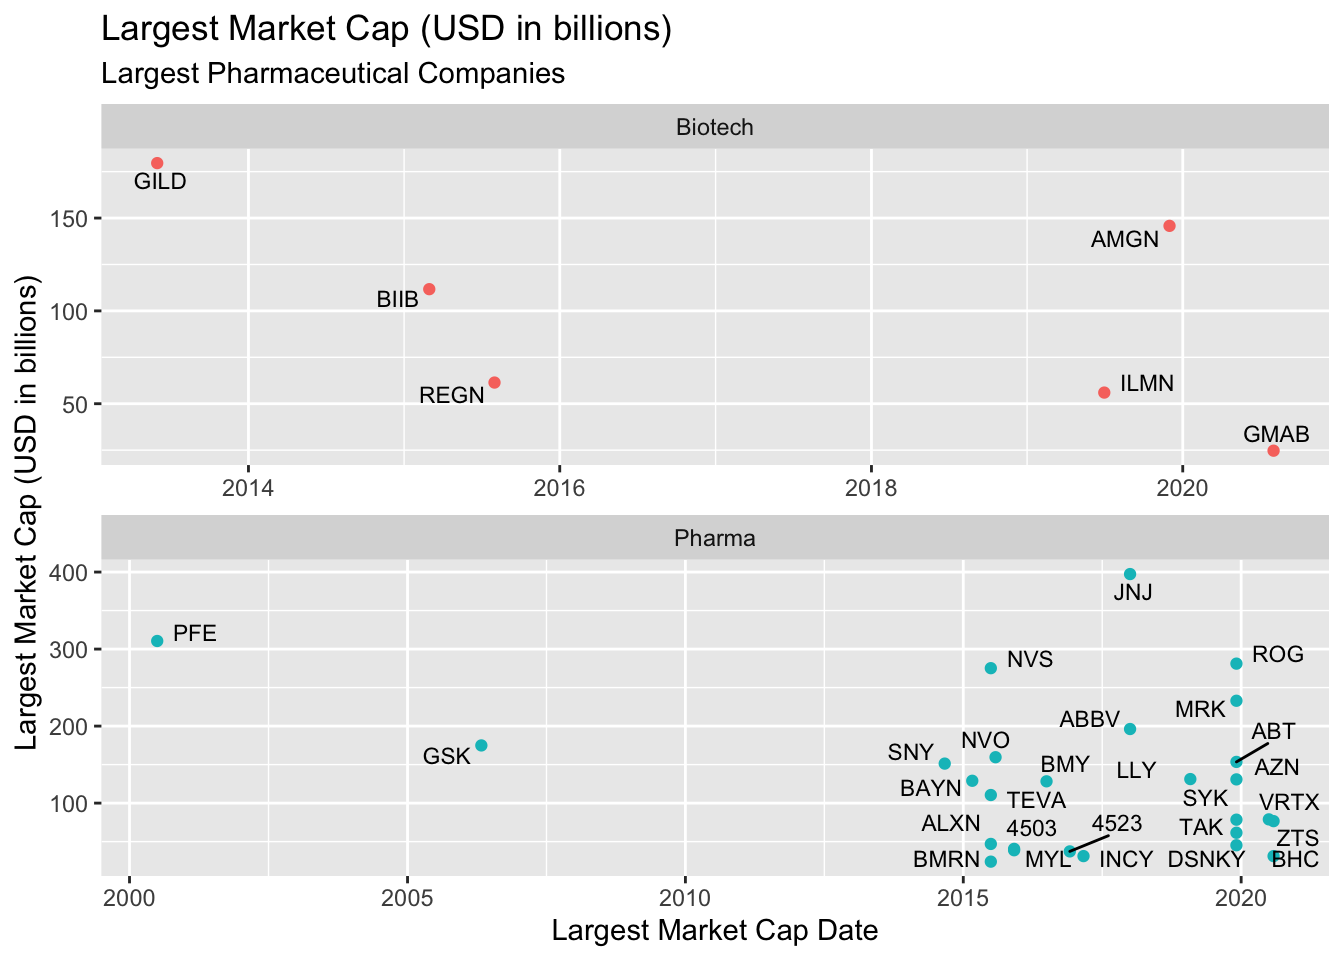 Largest Market Cap (USD in billions)
Largest Pharmaceutical Companies
Largest Market Cap (USD in billions)
Biotech
GILD
150
AMGN
BIIB
100
ILMN
REGN
50
GMAB
2014 2016 2018 2020
Pharma
400
JNJ
PFE
300
ROG
NVS
MRK
ABBV
200
ABT
NVO
SNY
GSK
BMY
AZN
LLY
BAYN
SYK
VRTX
TEVA
100
ALXN
4503
4523
TAK
ZTS
BMRN
MYL
INCY
DSNKY
BHC
2000 2005 2010 2015 2020
Largest Market Cap Date